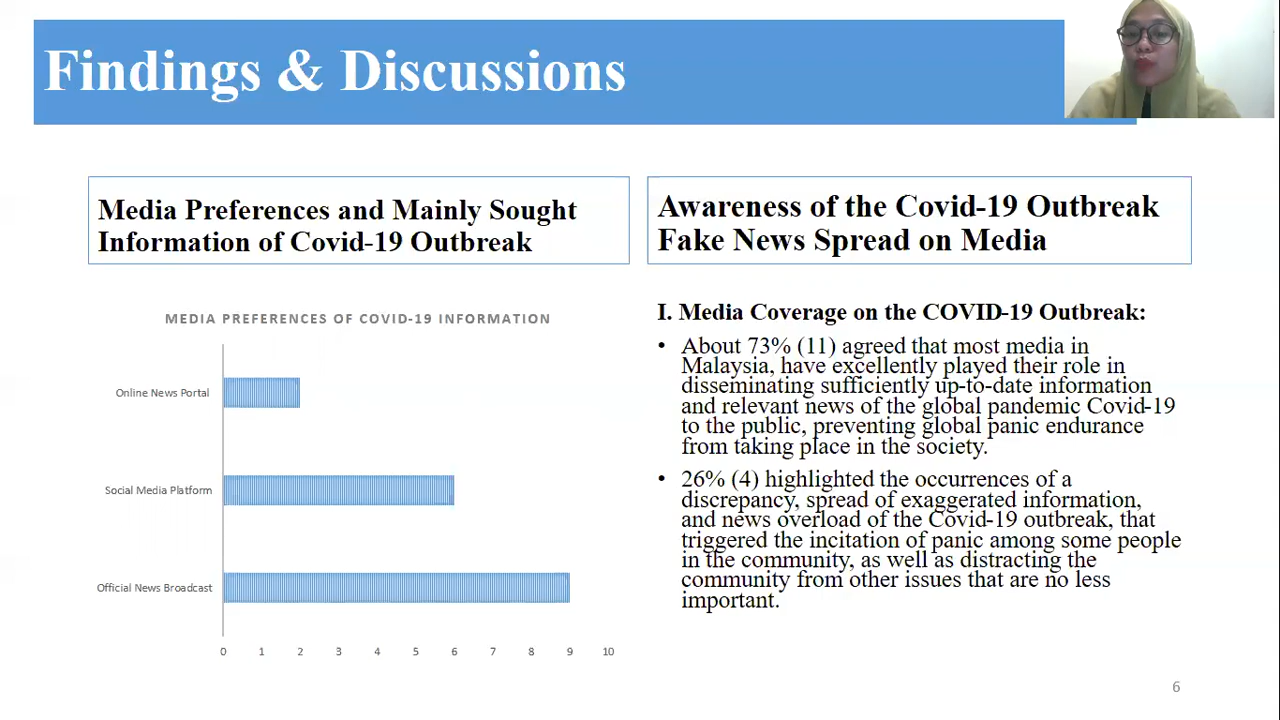 Findings & Discussions
Media Preferences and Mainly Sought
Information of Covid-19 Outbreak
MEDIA PREFERENCES OF COVID-19 INFORMATION
Online News Portal
Social Media Platform
Official News Broadcast
0 1 2 3 4 5 6 7 8 9 10
Awareness of the Covid-19 Outbreak
Fake News Spread on Media
I. Media Coverage on the COVID-19 Outbreak:
• About 73% (11) agreed that most media in
Malaysia, have excellently played their role in
disseminating sufficiently up-to-date information
and relevant news of the global pandemic Covid-19
to the public, preventing global panic endurance
from taking place in the society.
• 26% (4) highlighted the occurrences of a
discrepancy, spread of exaggerated information,
and news overload of the Covid-19 outbreak, that
triggered the incitation of panic among some people
in the community, as well as distracting the
community from other issues that are no less
important.
6